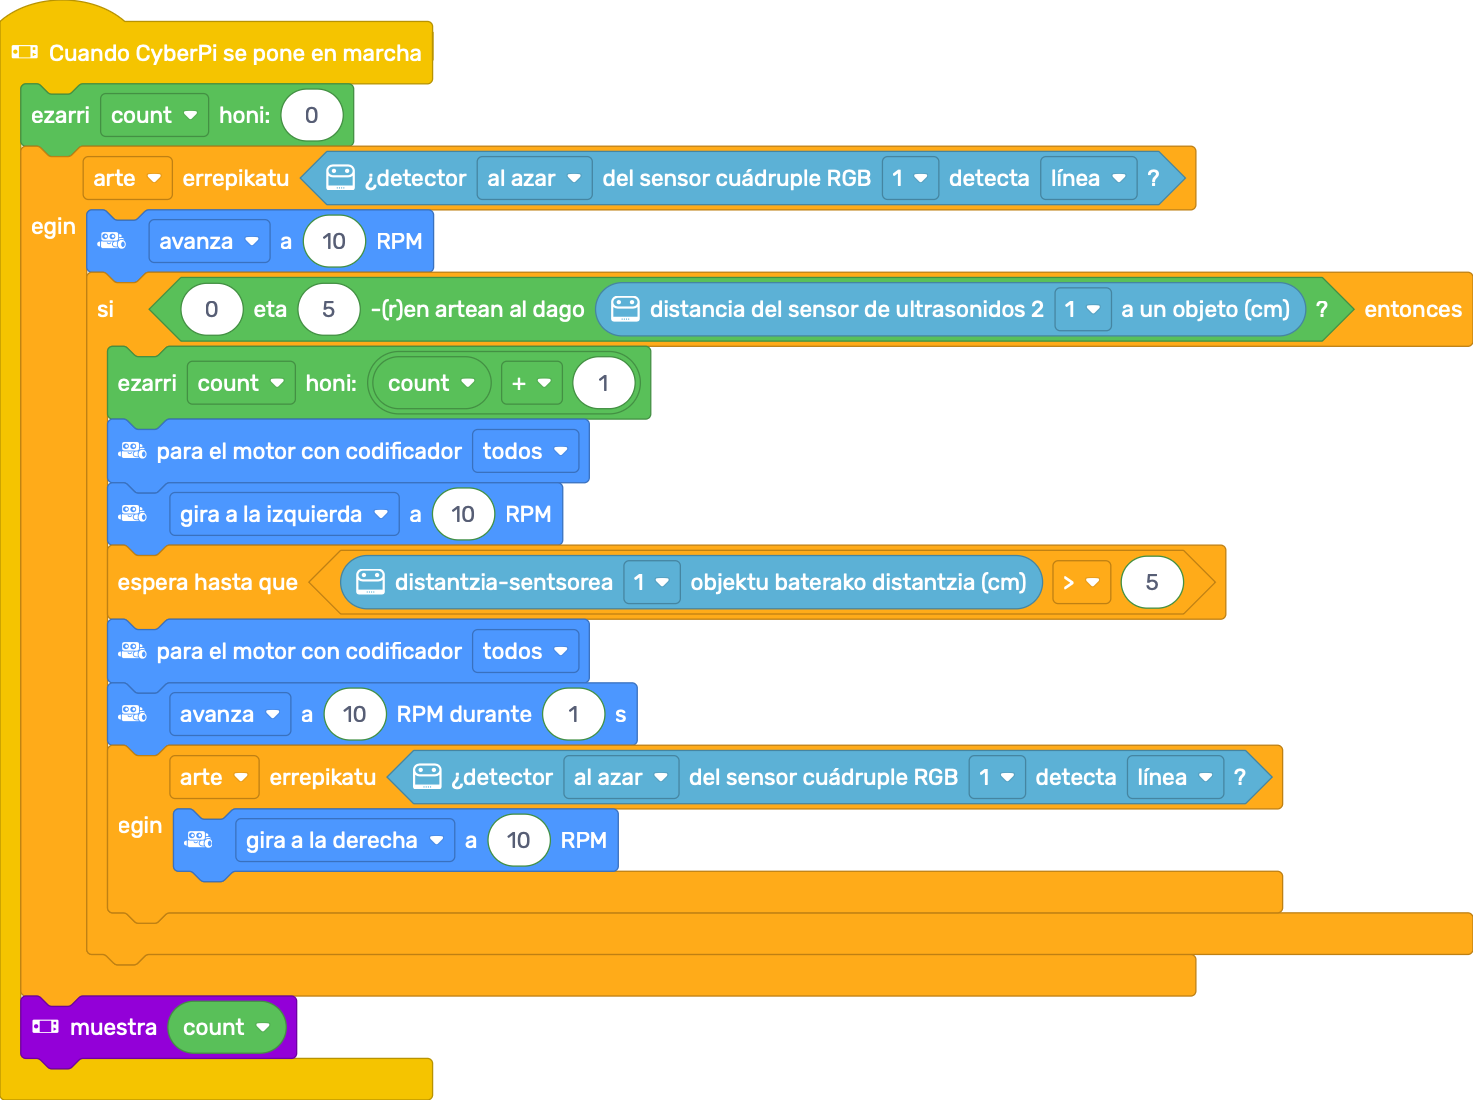 Cuando CyberPi se pone en marcha
ezarri count honi: 0
arte errepikatu ¿detector al azar del sensor cuádruple RGB 1 detecta línea ?
egin
avanza a 10 RPM
si 0 eta 5 -(r)en artean al dago distancia del sensor de ultrasonidos 2 1 a un objeto (cm) ? entonces
ezarri count honi: count + 1
para el motor con codificador todos
gira a la izquierda a 10 RPM
espera hasta que distantzia-sentsorea 1 objektu baterako distantzia (cm) > 5
para el motor con codificador todos
avanza a 10 RPM durante 1 s
arte errepikatu ¿detector al azar del sensor cuádruple RGB 1 detecta línea ?
egin
gira a la derecha a 10 RPM
muestra count